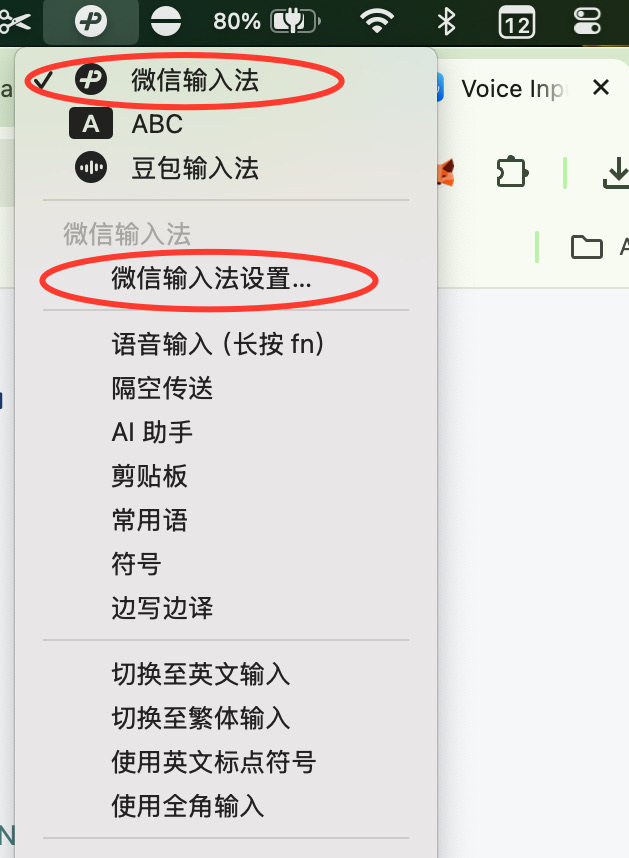 80%
12
微信输入法
Voice Inp
A ABC
豆包输入法
微信输入法
微信输入法设置...
语音输入（长按 fn）
隔空传送
AI 助手
剪贴板
常用语
符号
边写边译
切换至英文输入
切换至繁体输入
使用英文标点符号
使用全角输入